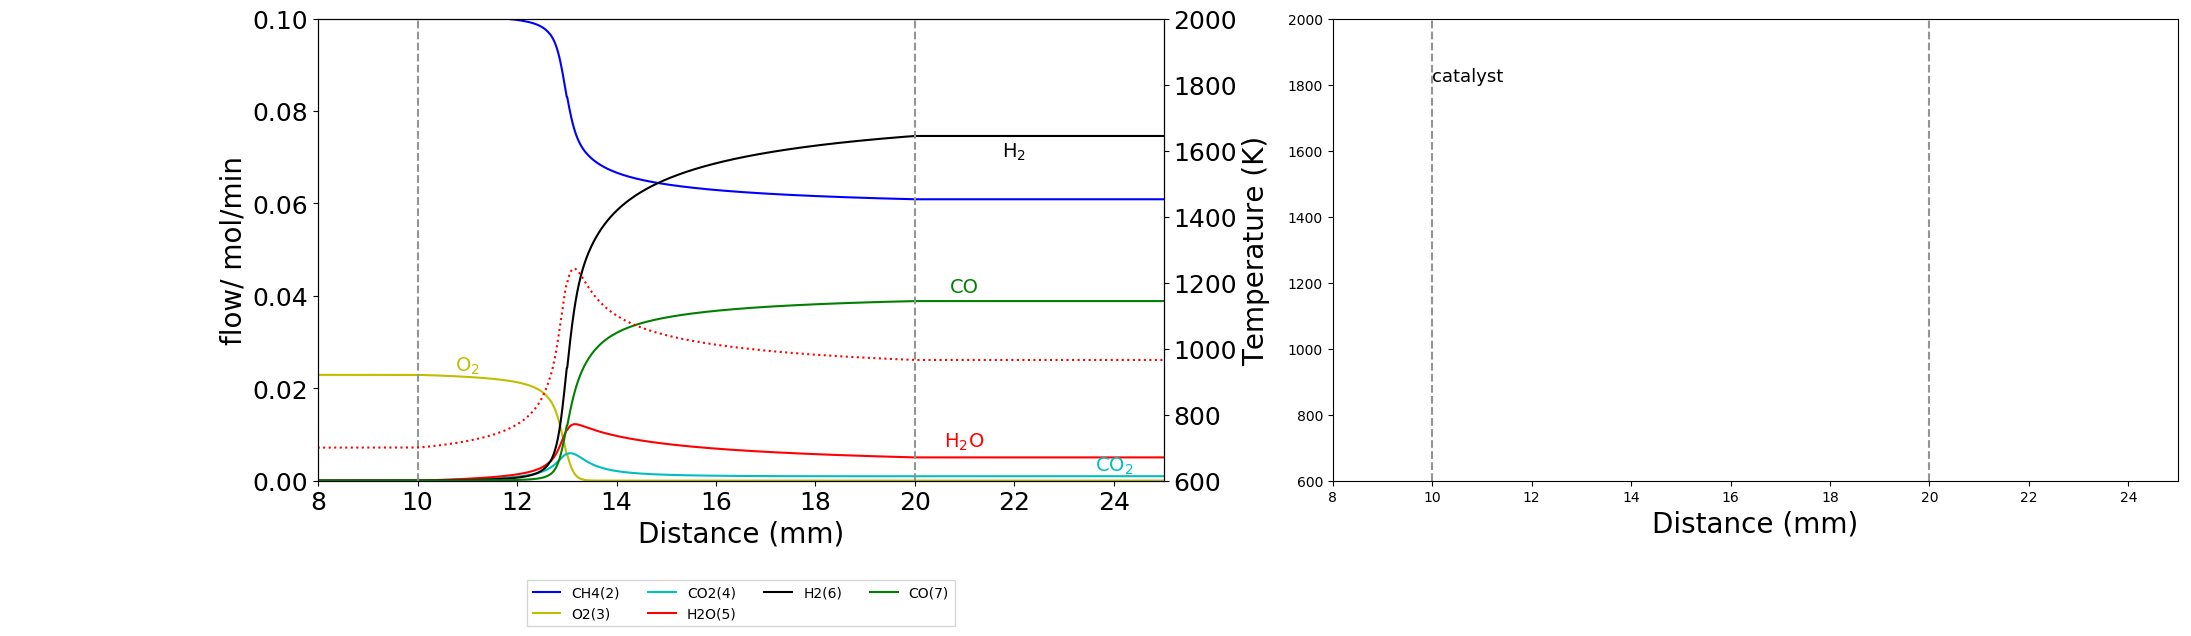 0.10
0.08
0.06
0.04
0.02
0.00
flow/ mol/min
8 10 12 14 16 18 20 22 24
Distance (mm)
2000
1800
1600
1400
1200
1000
800
600
Temperature (K)
H₂
CO
O₂
H₂O
CO₂
CH4(2) CO2(4) H2(6) CO(7)
O2(3) H2O(5)
2000
1800
1600
1400
1200
1000
800
600
catalyst
8 10 12 14 16 18 20 22 24
Distance (mm)